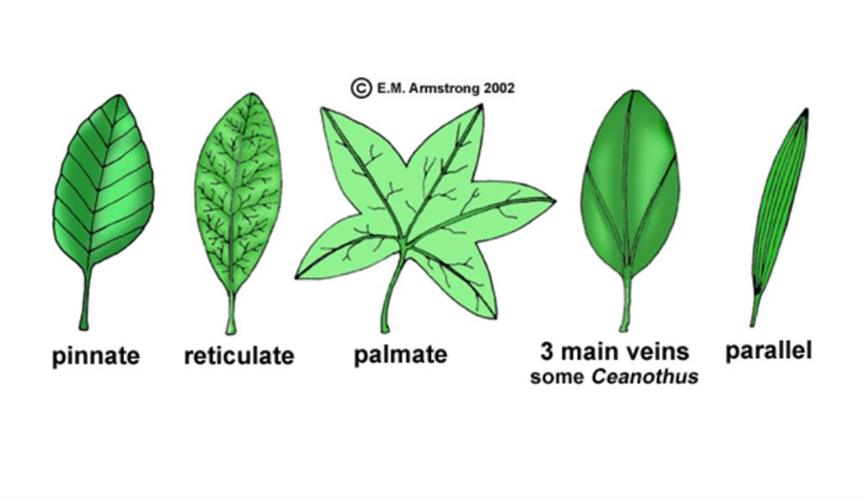 © E.M. Armstrong 2002
pinnate
reticulate
palmate
3 main veins
some Ceanothus
parallel